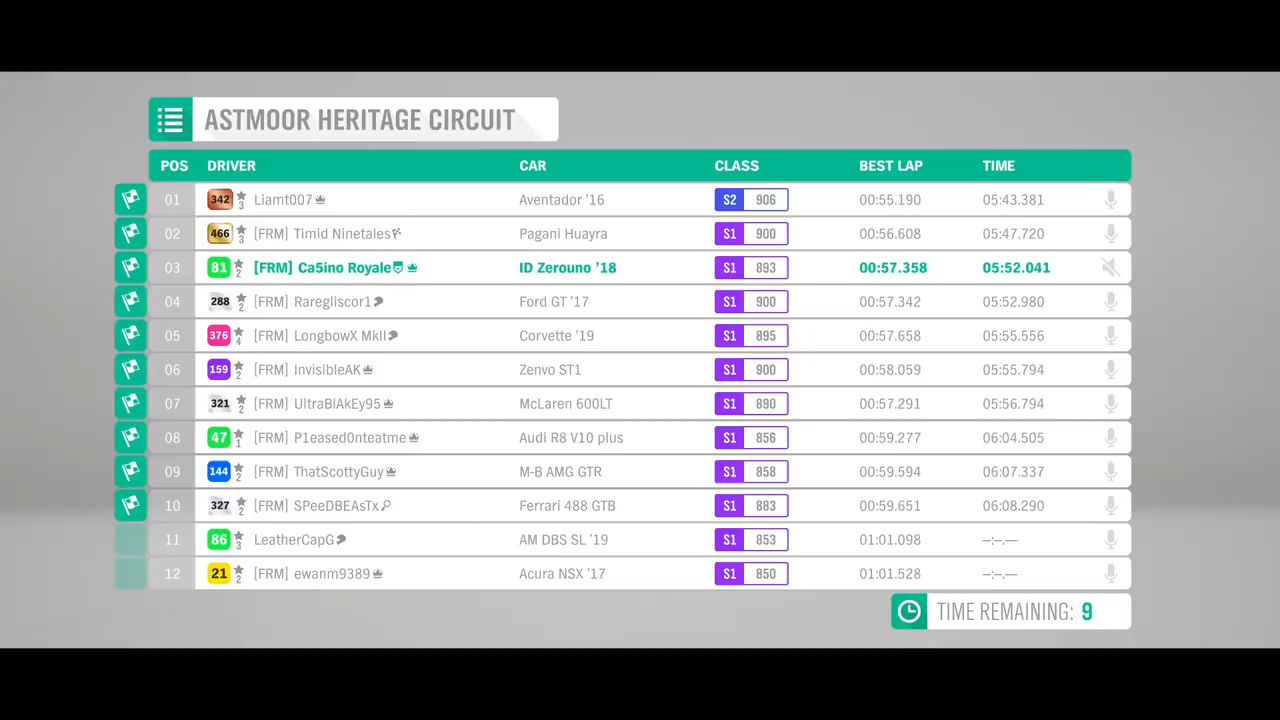 ASTMOOR HERITAGE CIRCUIT
POS DRIVER CAR CLASS BEST LAP TIME
01 342 3 Liamt007 Aventador '16 S2 906 00:55.190 05:43.381
02 466 3 [FRM] Timid Ninetales Pagani Huayra S1 900 00:56.608 05:47.720
03 81 2 [FRM] Ca5ino Royale ID Zerouno '18 S1 893 00:57.358 05:52.041
04 288 2 [FRM] Raregliscor1 Ford GT '17 S1 900 00:57.342 05:52.980
05 376 4 [FRM] LongbowX MkII Corvette '19 S1 895 00:57.658 05:55.556
06 159 2 [FRM] InvisibleAK Zenvo ST1 S1 900 00:58.059 05:55.794
07 321 2 [FRM] UltraBlAkEy95 McLaren 600LT S1 890 00:57.291 05:56.794
08 47 1 [FRM] P1eased0nteatme Audi R8 V10 plus S1 856 00:59.277 06:04.505
09 144 2 [FRM] ThatScottyGuy M-B AMG GTR S1 858 00:59.594 06:07.337
10 327 2 [FRM] SPeeDBEAsTx Ferrari 488 GTB S1 883 00:59.651 06:08.290
11 86 3 LeatherCapG AM DBS SL '19 S1 853 01:01.098 --:--.---
12 21 2 [FRM] ewanm9389 Acura NSX '17 S1 850 01:01.528 --:--.---
TIME REMAINING: 9